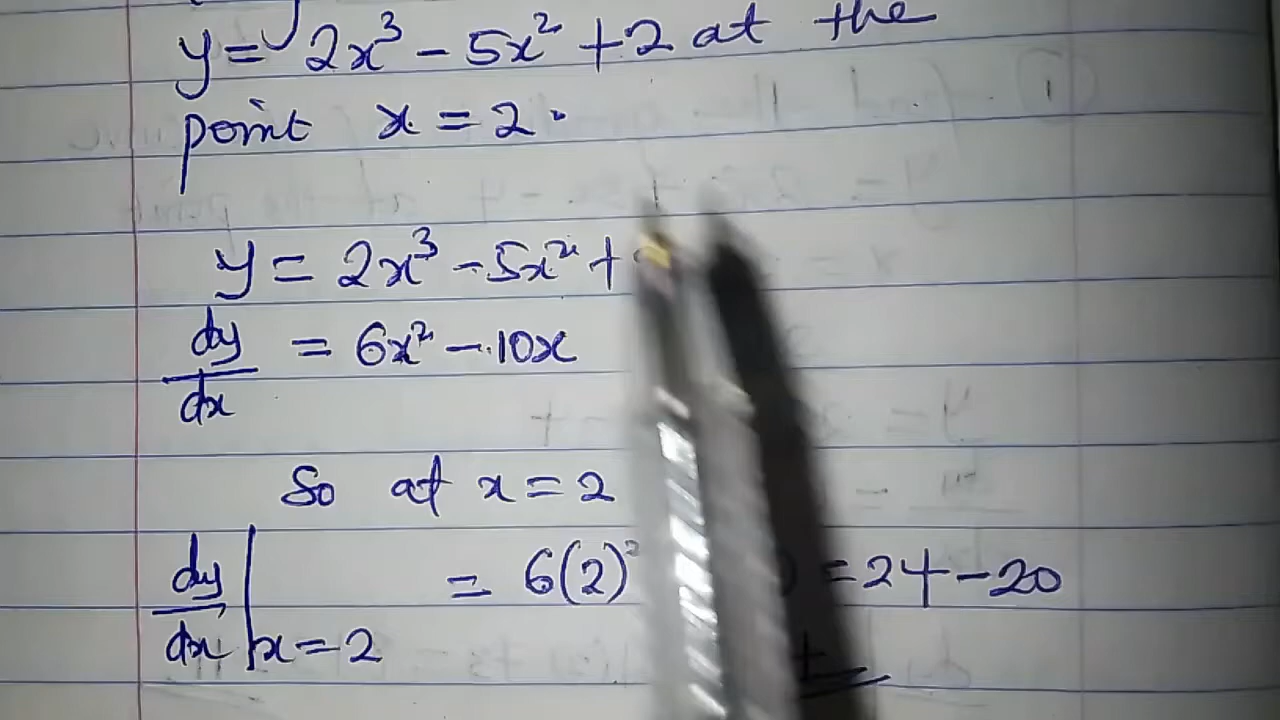 y = 2x³ - 5x² + 2 at the
point x = 2.
y = 2x³ - 5x² +
dy/dx = 6x² - 10x
So at x = 2
dy/dx | x = 2 = 6(2)² ) = 24 - 20